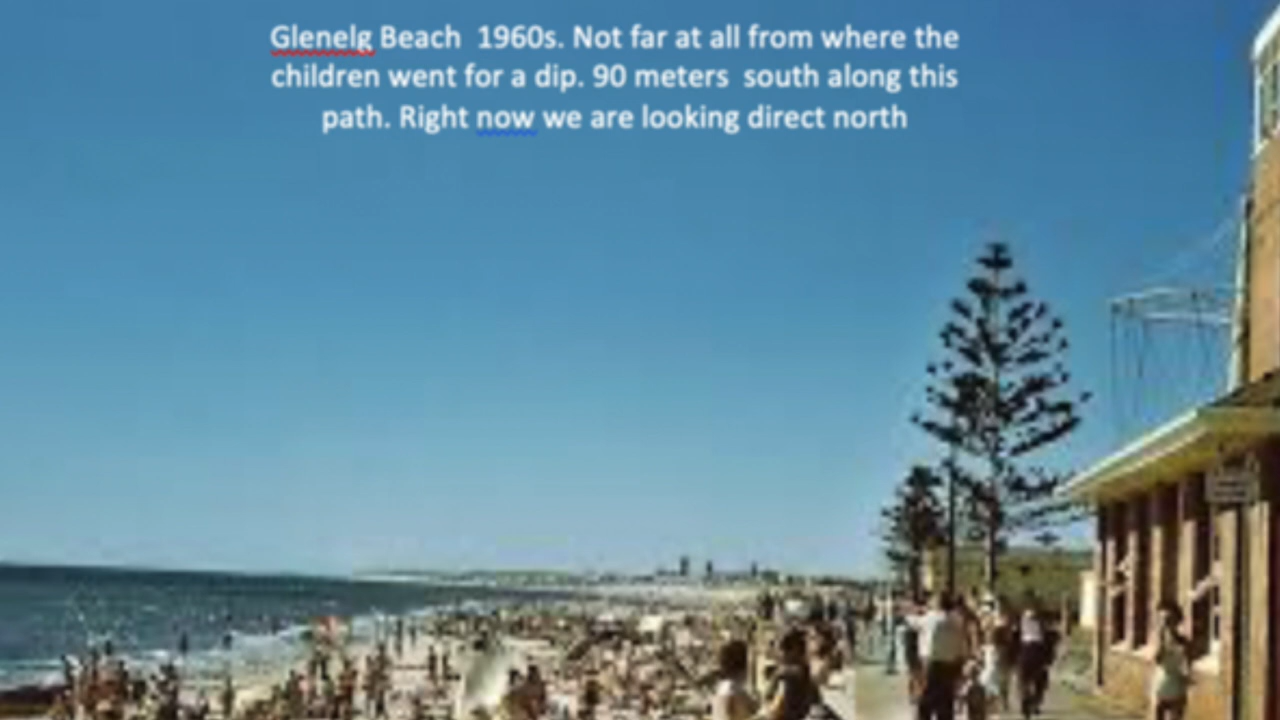 Glenelg Beach  1960s. Not far at all from where the
children went for a dip. 90 meters  south along this
path. Right now we are looking direct north